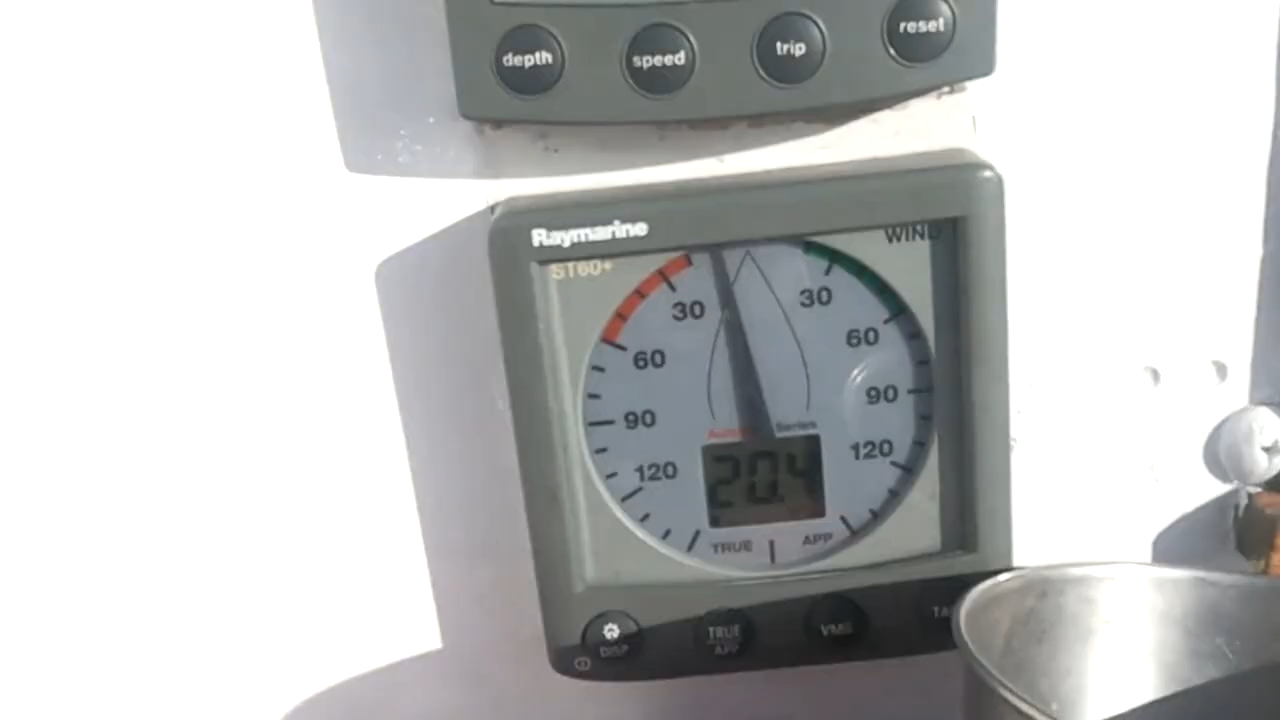 depth speed trip reset
Raymarine
ST60+ WIND
30 30
60 60
90 90
Series
120 120
20.4
TRUE APP
DISP TRUE APP VMG